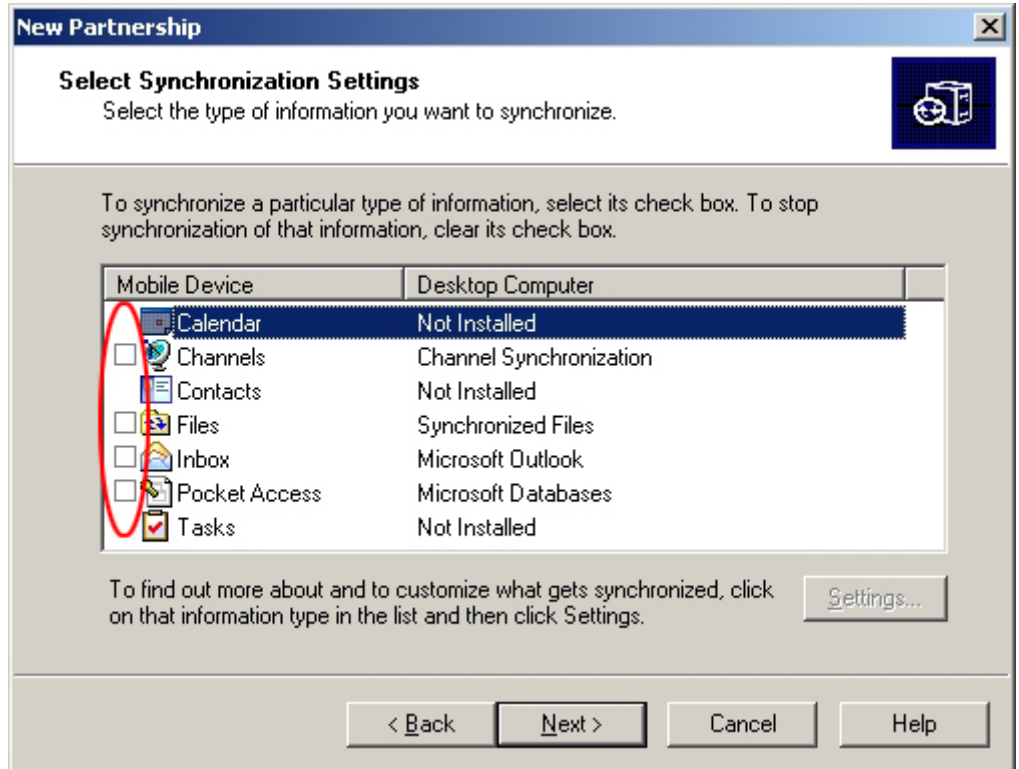 New Partnership
Select Synchronization Settings
Select the type of information you want to synchronize.
To synchronize a particular type of information, select its check box. To stop
synchronization of that information, clear its check box.
Mobile Device Desktop Computer
Calendar Not Installed
Channels Channel Synchronization
Contacts Not Installed
Files Synchronized Files
Inbox Microsoft Outlook
Pocket Access Microsoft Databases
Tasks Not Installed
To find out more about and to customize what gets synchronized, click
on that information type in the list and then click Settings.
Settings...
< Back Next > Cancel Help